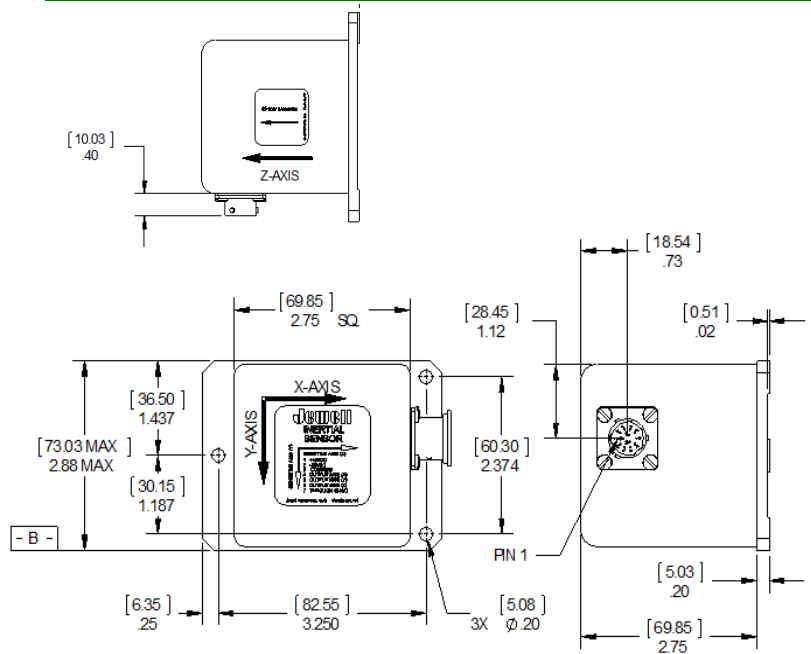 [10.03]
.40
Z-AXIS
[18.54]
.73
[69.85]
2.75 SQ
[28.45]
1.12
[0.51]
.02
[36.50]
1.437
X-AXIS
Y-AXIS
Jewell
INERTIAL
SENSOR
[73.03 MAX]
2.88 MAX
[60.30]
2.374
[30.15]
1.187
- B -
PIN 1
[6.35]
.25
[82.55]
3.250
3X [5.08]
Ø.20
[5.03]
.20
[69.85]
2.75